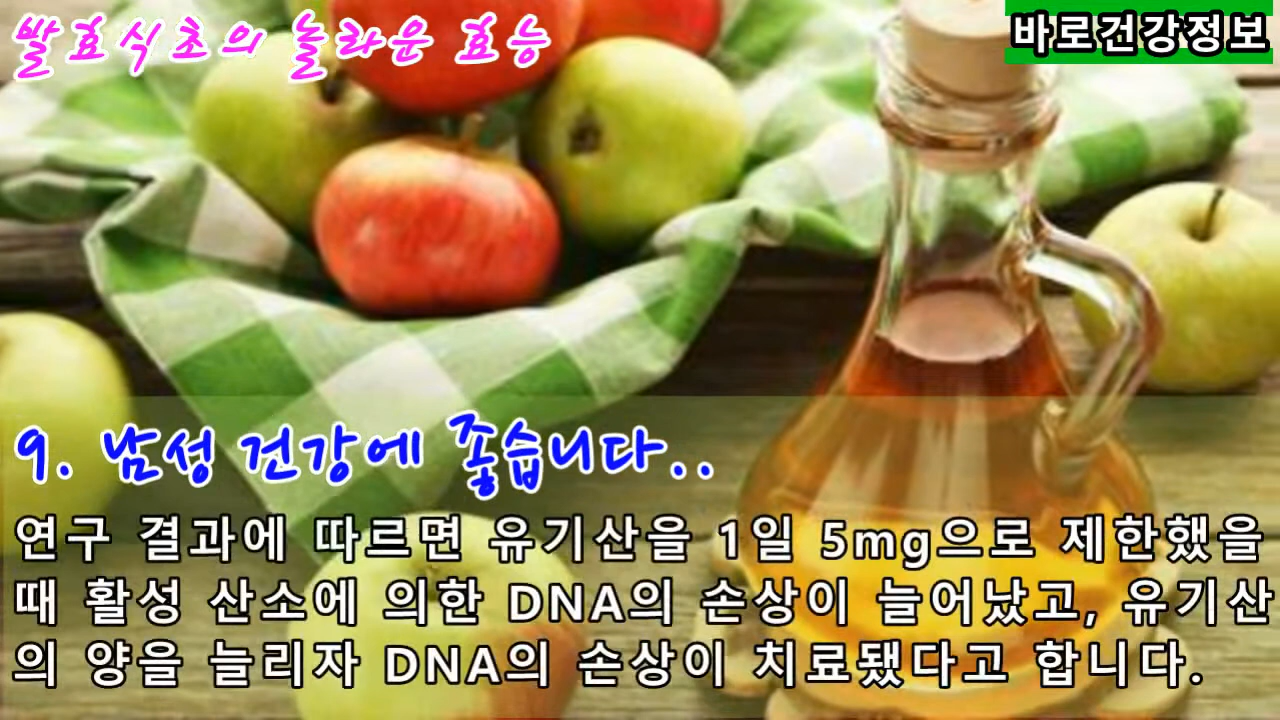 발효식초의 놀라운 효능
바로건강정보
9. 남성 건강에 좋습니다..
연구 결과에 따르면 유기산을 1일 5mg으로 제한했을
때 활성 산소에 의한 DNA의 손상이 늘어났고, 유기산
의 양을 늘리자 DNA의 손상이 치료됐다고 합니다.